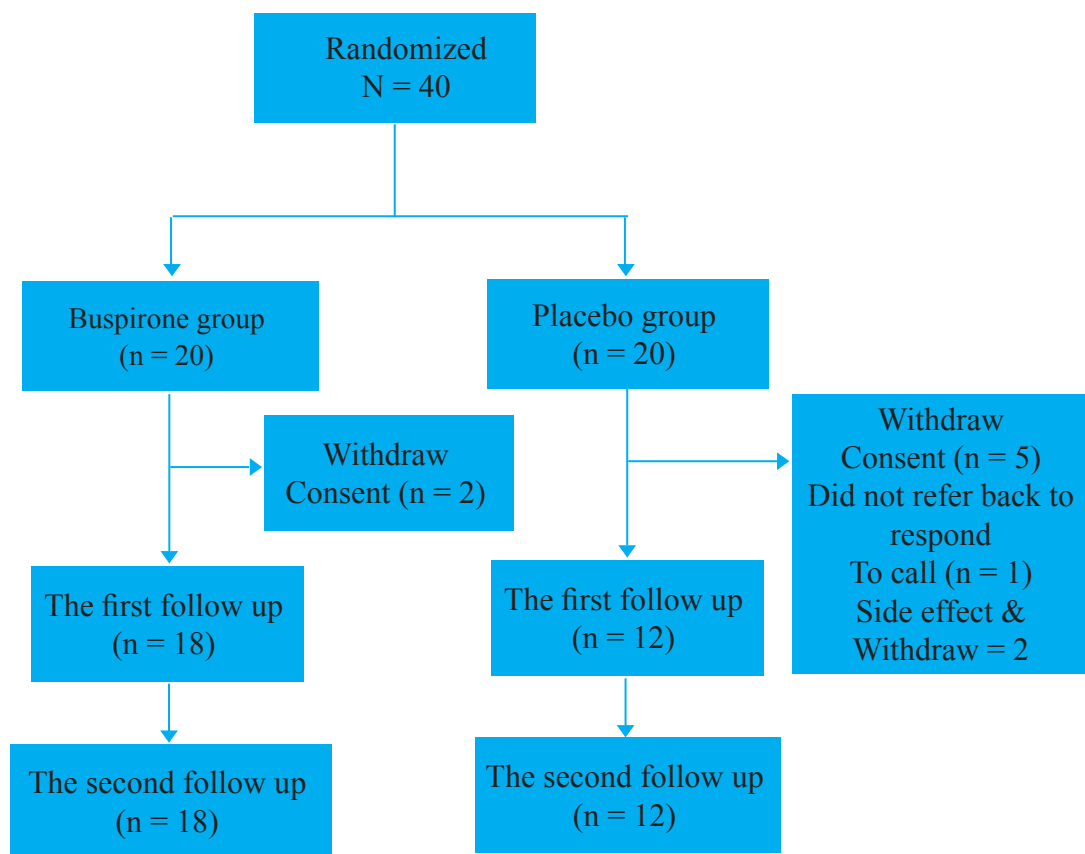 Randomized
N = 40
Buspirone group
(n = 20)
Placebo group
(n = 20)
Withdraw
Consent (n = 2)
Withdraw
Consent (n = 5)
Did not refer back to
respond
To call (n = 1)
Side effect &
Withdraw = 2
The first follow up
(n = 18)
The first follow up
(n = 12)
The second follow up
(n = 18)
The second follow up
(n = 12)